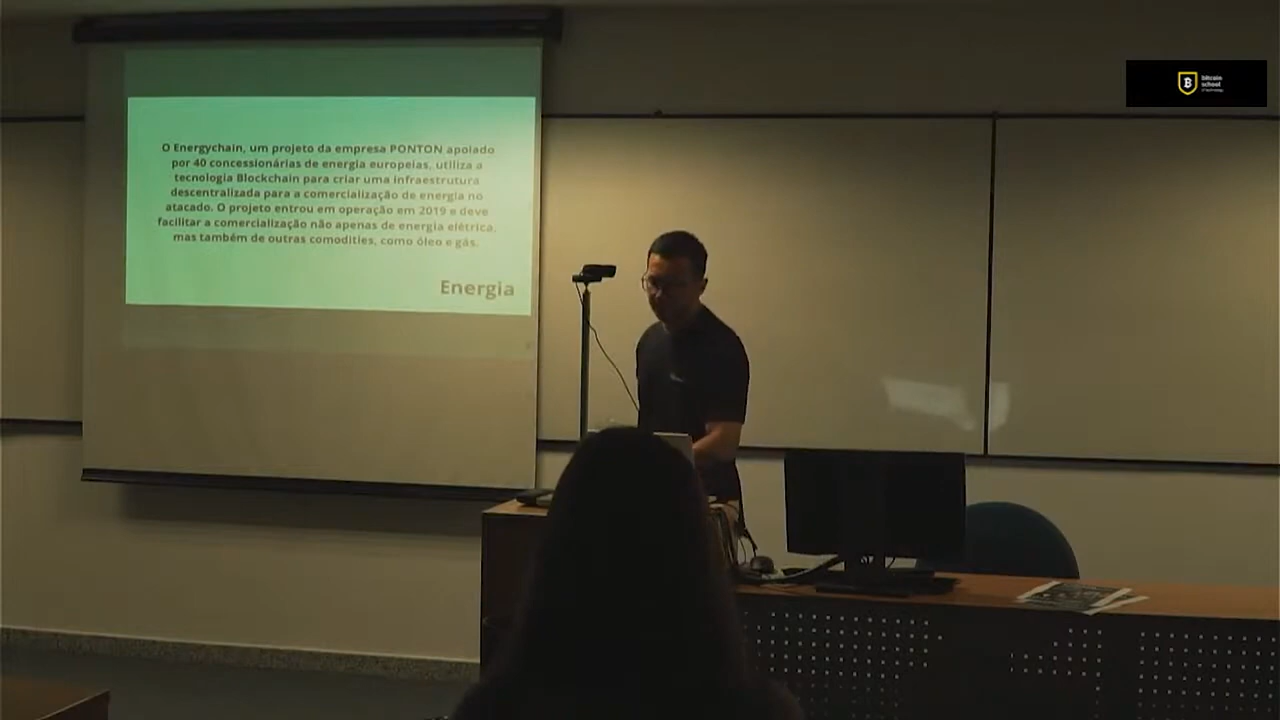 O Energychain, um projeto da empresa PONTON apoiado
por 40 concessionárias de energia europeias, utiliza a
tecnologia Blockchain para criar uma infraestrutura
descentralizada para a comercialização de energia no
atacado. O projeto entrou em operação em 2019 e deve
facilitar a comercialização não apenas de energia elétrica,
mas também de outras comodities, como óleo e gás.
Energia
bitcoin
school